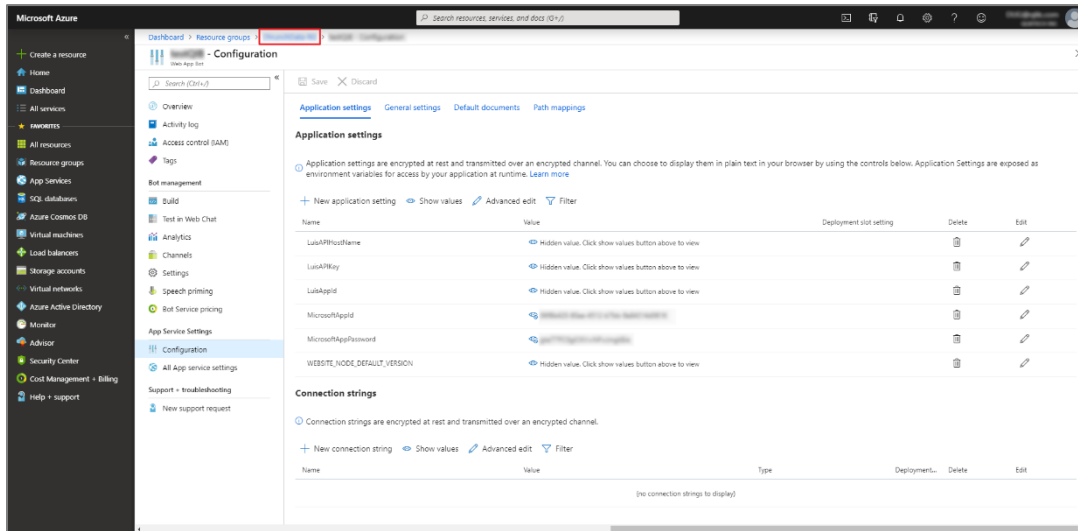 Microsoft Azure
Search resources, services, and docs (G+/)
Create a resource
Home
Dashboard
All services
FAVORITES
All resources
Resource groups
App Services
SQL databases
Azure Cosmos DB
Virtual machines
Load balancers
Storage accounts
Virtual networks
Azure Active Directory
Monitor
Advisor
Security Center
Cost Management + Billing
Help + support
Dashboard > Resource groups > > - Configuration
- Configuration
Web App Bot
Search (Ctrl+/)
Overview
Activity log
Access control (IAM)
Tags
Bot management
Build
Test in Web Chat
Analytics
Channels
Settings
Speech priming
Bot Service pricing
App Service Settings
Configuration
All App service settings
Support + troubleshooting
New support request
Save Discard
Application settings General settings Default documents Path mappings
Application settings
Application settings are encrypted at rest and transmitted over an encrypted channel. You can choose to display them in plain text in your browser by using the controls below. Application Settings are exposed as
environment variables for access by your application at runtime. Learn more
New application setting Show values Advanced edit Filter
Name Value Deployment slot setting Delete Edit
LuisAPIHostName Hidden value. Click show values button above to view
LuisAPIKey Hidden value. Click show values button above to view
LuisAppId Hidden value. Click show values button above to view
MicrosoftAppId
MicrosoftAppPassword
WEBSITE_NODE_DEFAULT_VERSION Hidden value. Click show values button above to view
Connection strings
Connection strings are encrypted at rest and transmitted over an encrypted channel.
New connection string Show values Advanced edit Filter
Name Value Type Deployment... Delete Edit
(no connection strings to display)